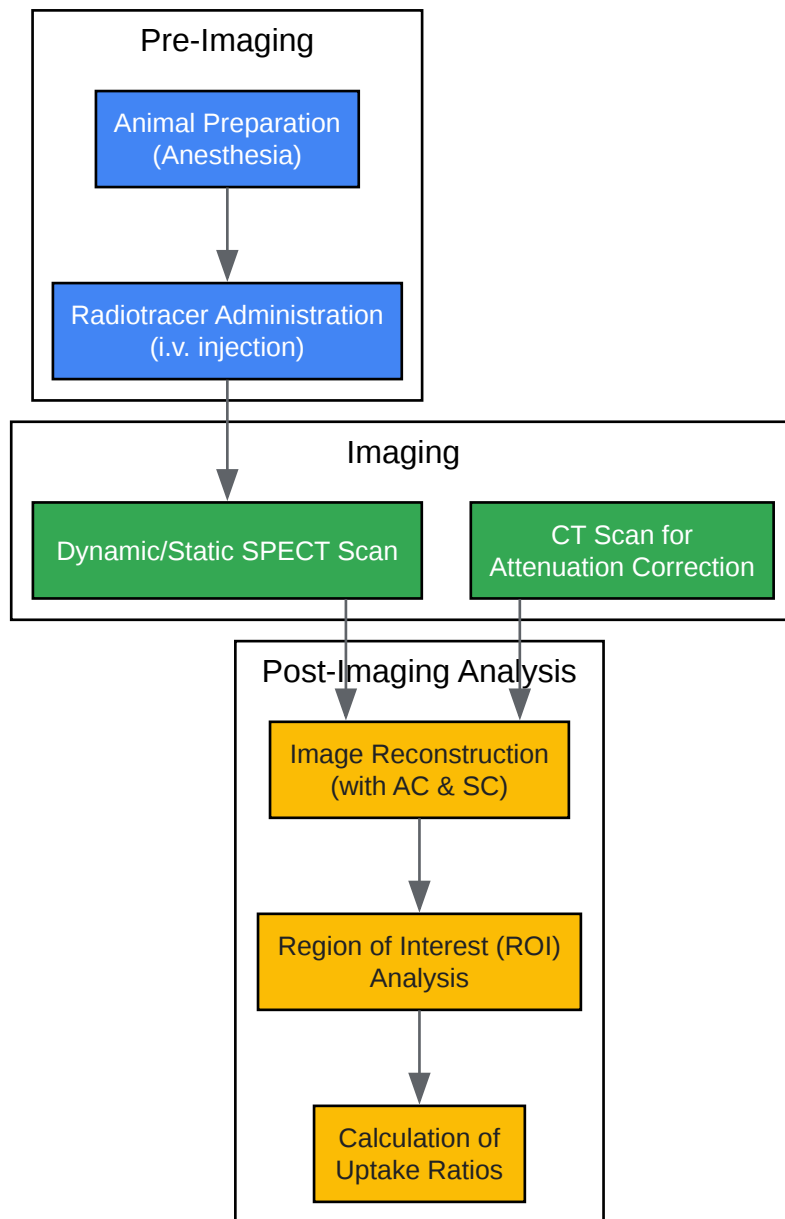 Pre-Imaging
Animal Preparation
(Anesthesia)
Radiotracer Administration
(i.v. injection)
Imaging
Dynamic/Static SPECT Scan
CT Scan for
Attenuation Correction
Post-Imaging Analysis
Image Reconstruction
(with AC & SC)
Region of Interest (ROI)
Analysis
Calculation of
Uptake Ratios